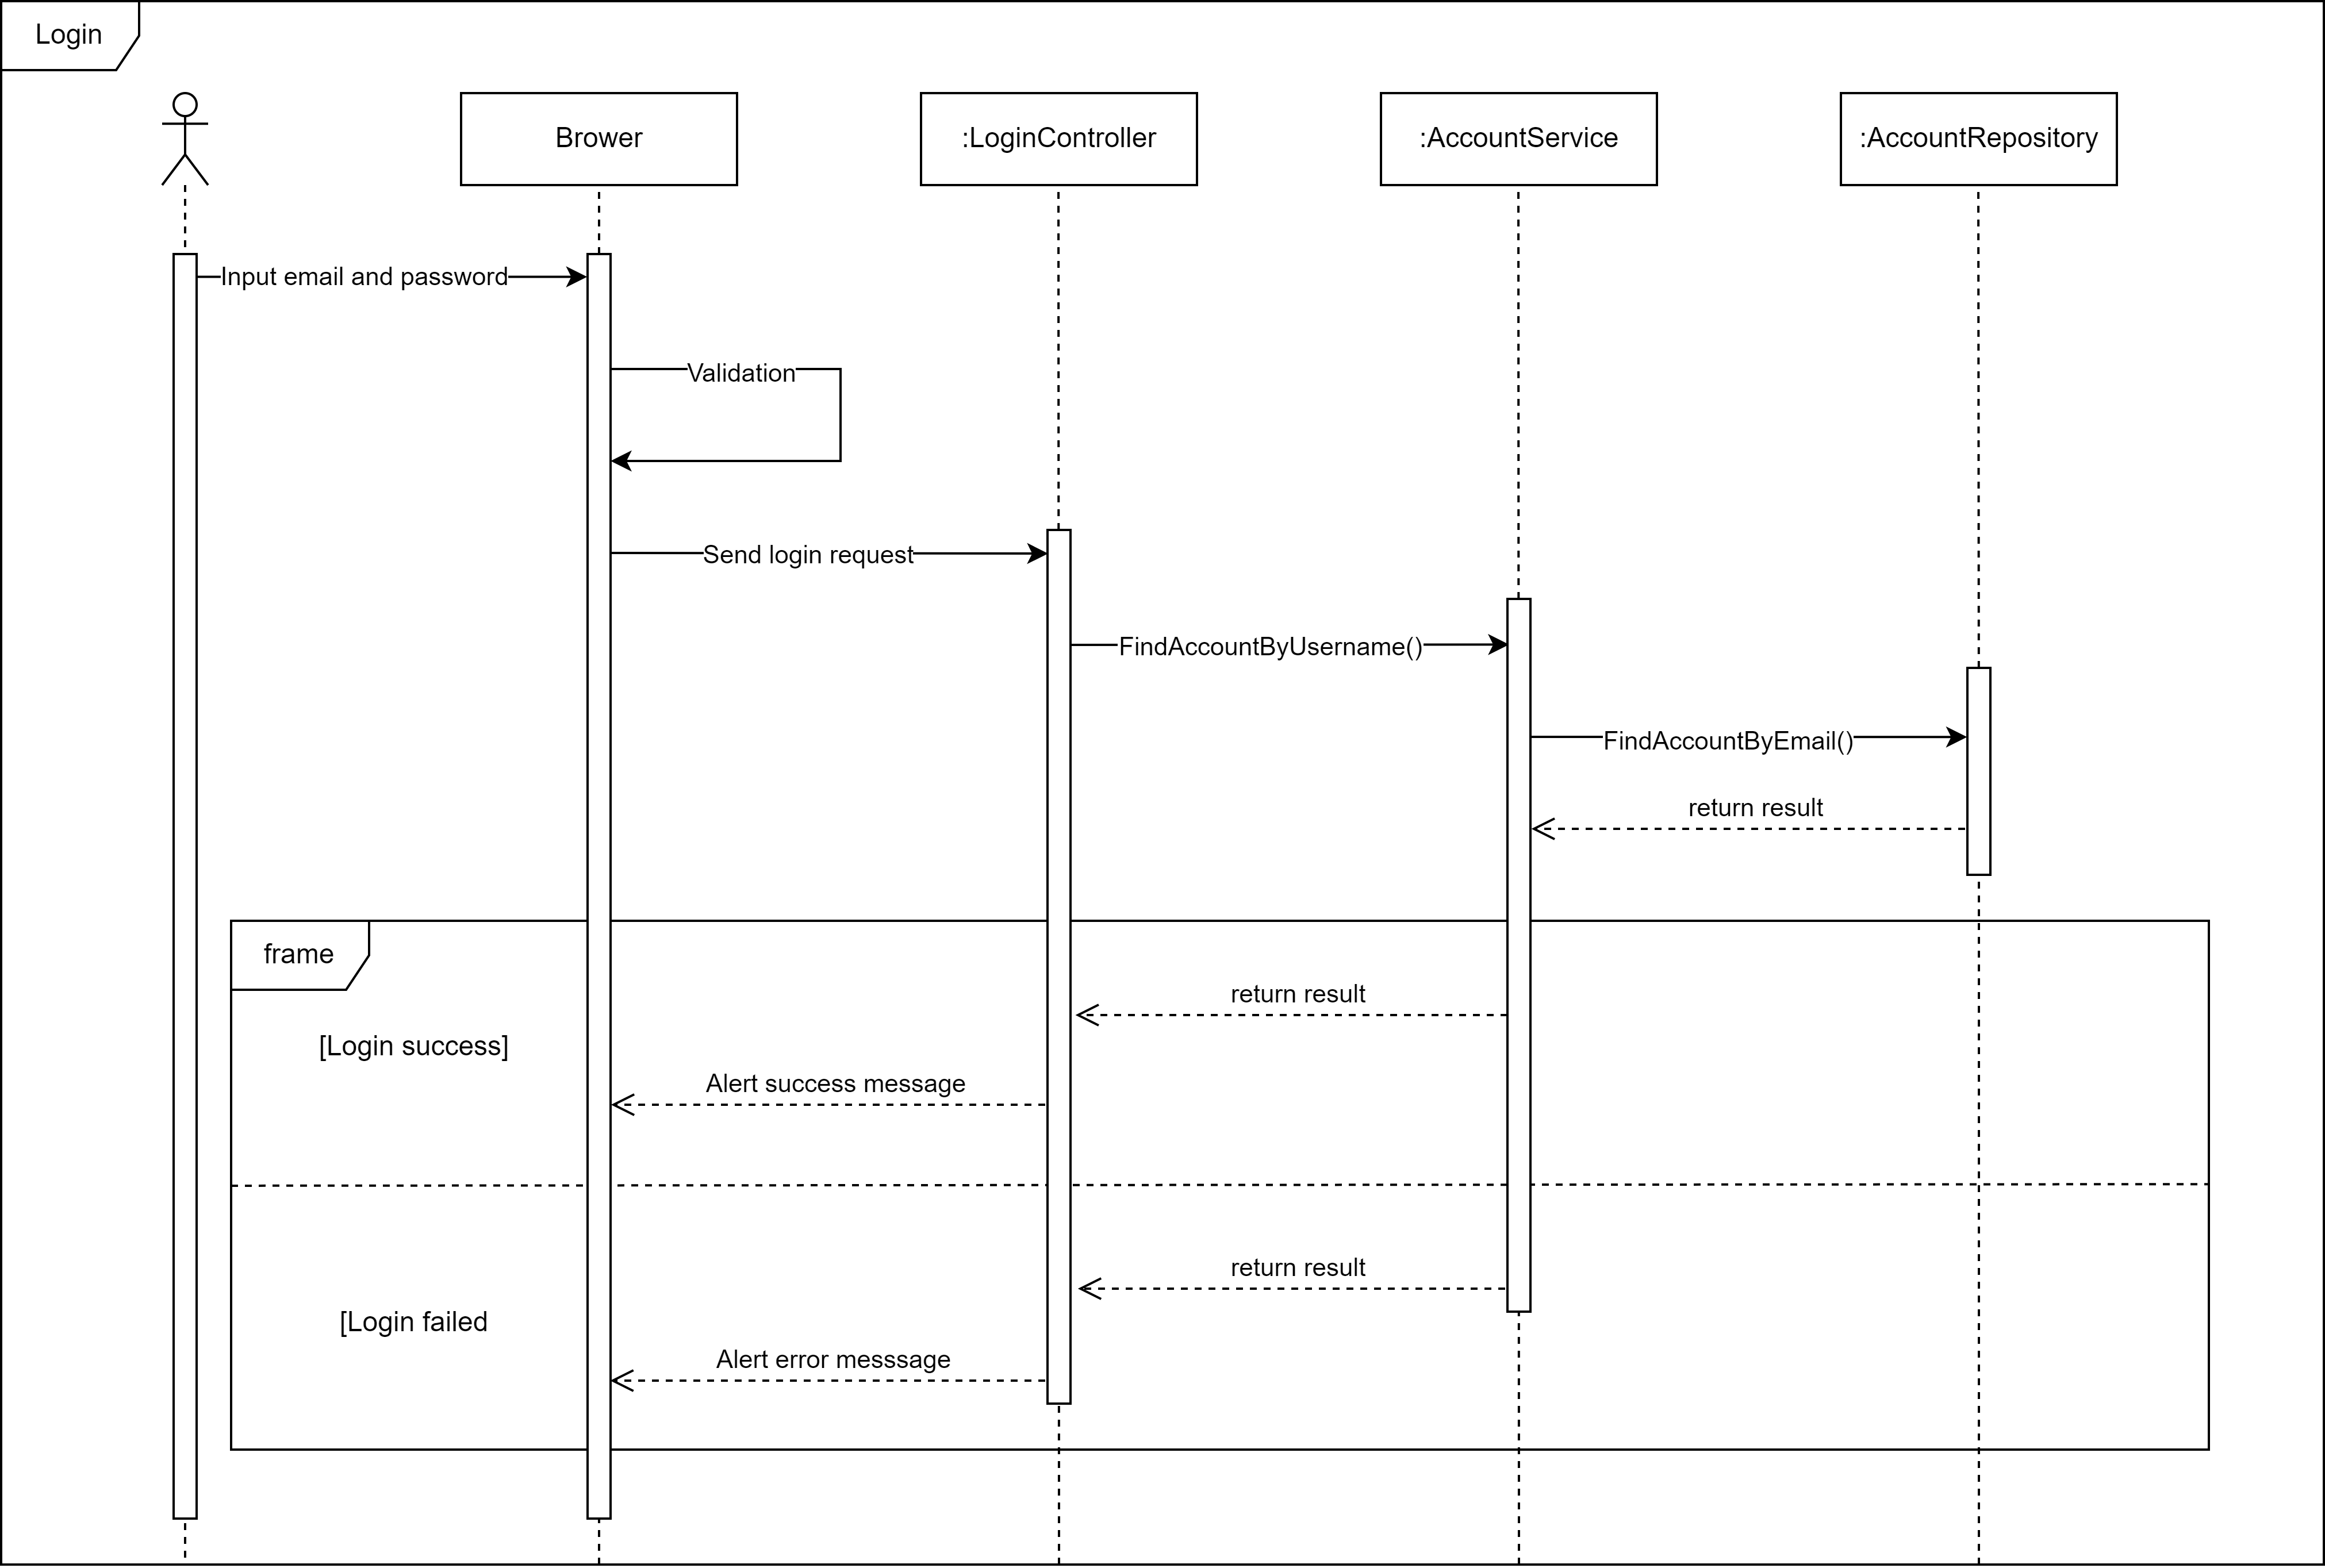 Login
Brower
:LoginController
:AccountService
:AccountRepository
Input email and password
Validation
Send login request
FindAccountByUsername()
FindAccountByEmail()
return result
frame
return result
[Login success]
Alert success message
return result
[Login failed
Alert error messsage